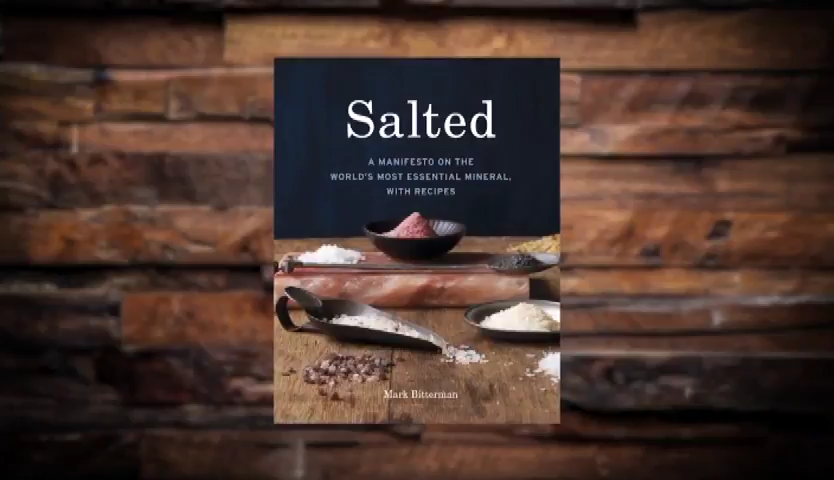 Salted
A MANIFESTO ON THE
WORLD'S MOST ESSENTIAL MINERAL,
WITH RECIPES
Mark Bitterman